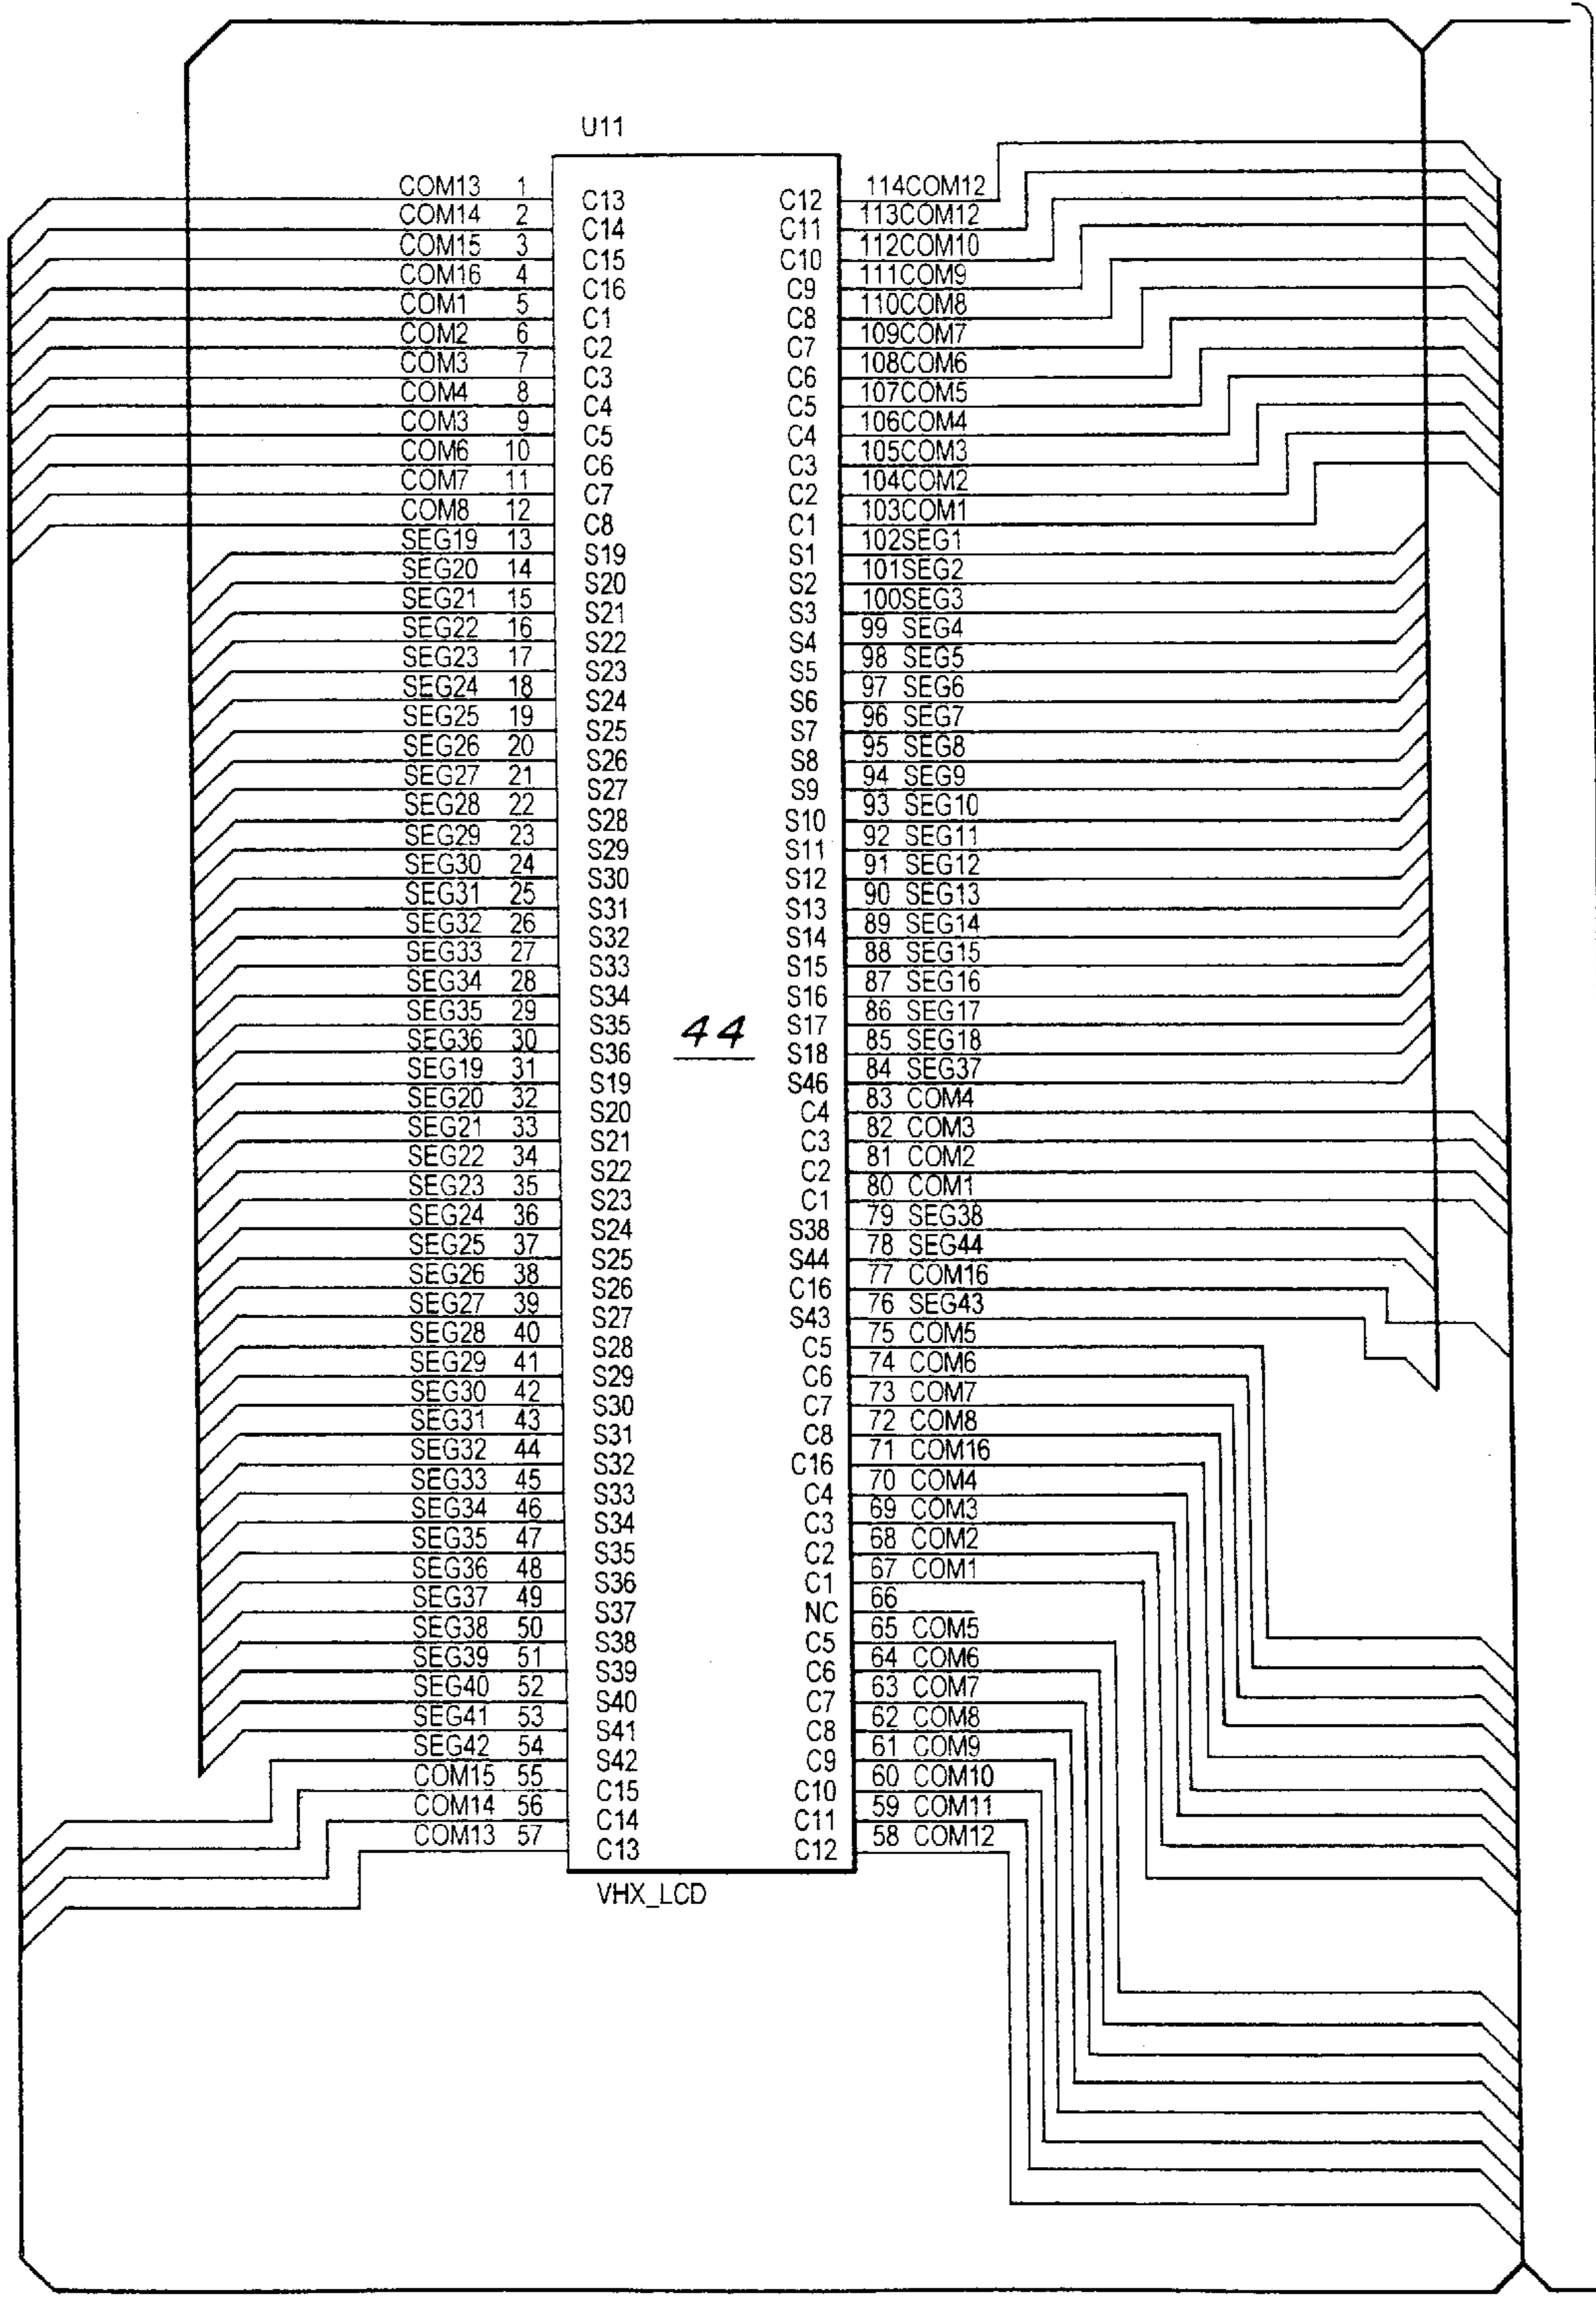 U11
COM13 1 C13 C12 114COM12
COM14 2 C14 C11 113COM12
COM15 3 C15 C10 112COM10
COM16 4 C16 C9 111COM9
COM1 5 C1 C8 110COM8
COM2 6 C2 C7 109COM7
COM3 7 C3 C6 108COM6
COM4 8 C4 C5 107COM5
COM3 9 C5 C4 106COM4
COM6 10 C6 C3 105COM3
COM7 11 C7 C2 104COM2
COM8 12 C8 C1 103COM1
SEG19 13 S19 S1 102SEG1
SEG20 14 S20 S2 101SEG2
SEG21 15 S21 S3 100SEG3
SEG22 16 S22 S4 99 SEG4
SEG23 17 S23 S5 98 SEG5
SEG24 18 S24 S6 97 SEG6
SEG25 19 S25 S7 96 SEG7
SEG26 20 S26 S8 95 SEG8
SEG27 21 S27 S9 94 SEG9
SEG28 22 S28 S10 93 SEG10
SEG29 23 S29 S11 92 SEG11
SEG30 24 S30 S12 91 SEG12
SEG31 25 S31 S13 90 SEG13
SEG32 26 S32 S14 89 SEG14
SEG33 27 S33 S15 88 SEG15
SEG34 28 S34 S16 87 SEG16
SEG35 29 S35 44 S17 86 SEG17
SEG36 30 S36 S18 85 SEG18
SEG19 31 S19 S46 84 SEG37
SEG20 32 S20 C4 83 COM4
SEG21 33 S21 C3 82 COM3
SEG22 34 S22 C2 81 COM2
SEG23 35 S23 C1 80 COM1
SEG24 36 S24 S38 79 SEG38
SEG25 37 S25 S44 78 SEG44
SEG26 38 S26 C16 77 COM16
SEG27 39 S27 S43 76 SEG43
SEG28 40 S28 C5 75 COM5
SEG29 41 S29 C6 74 COM6
SEG30 42 S30 C7 73 COM7
SEG31 43 S31 C8 72 COM8
SEG32 44 S32 C16 71 COM16
SEG33 45 S33 C4 70 COM4
SEG34 46 S34 C3 69 COM3
SEG35 47 S35 C2 68 COM2
SEG36 48 S36 C1 67 COM1
SEG37 49 S37 NC 66
SEG38 50 S38 C5 65 COM5
SEG39 51 S39 C6 64 COM6
SEG40 52 S40 C7 63 COM7
SEG41 53 S41 C8 62 COM8
SEG42 54 S42 C9 61 COM9
COM15 55 C15 C10 60 COM10
COM14 56 C14 C11 59 COM11
COM13 57 C13 C12 58 COM12
VHX_LCD